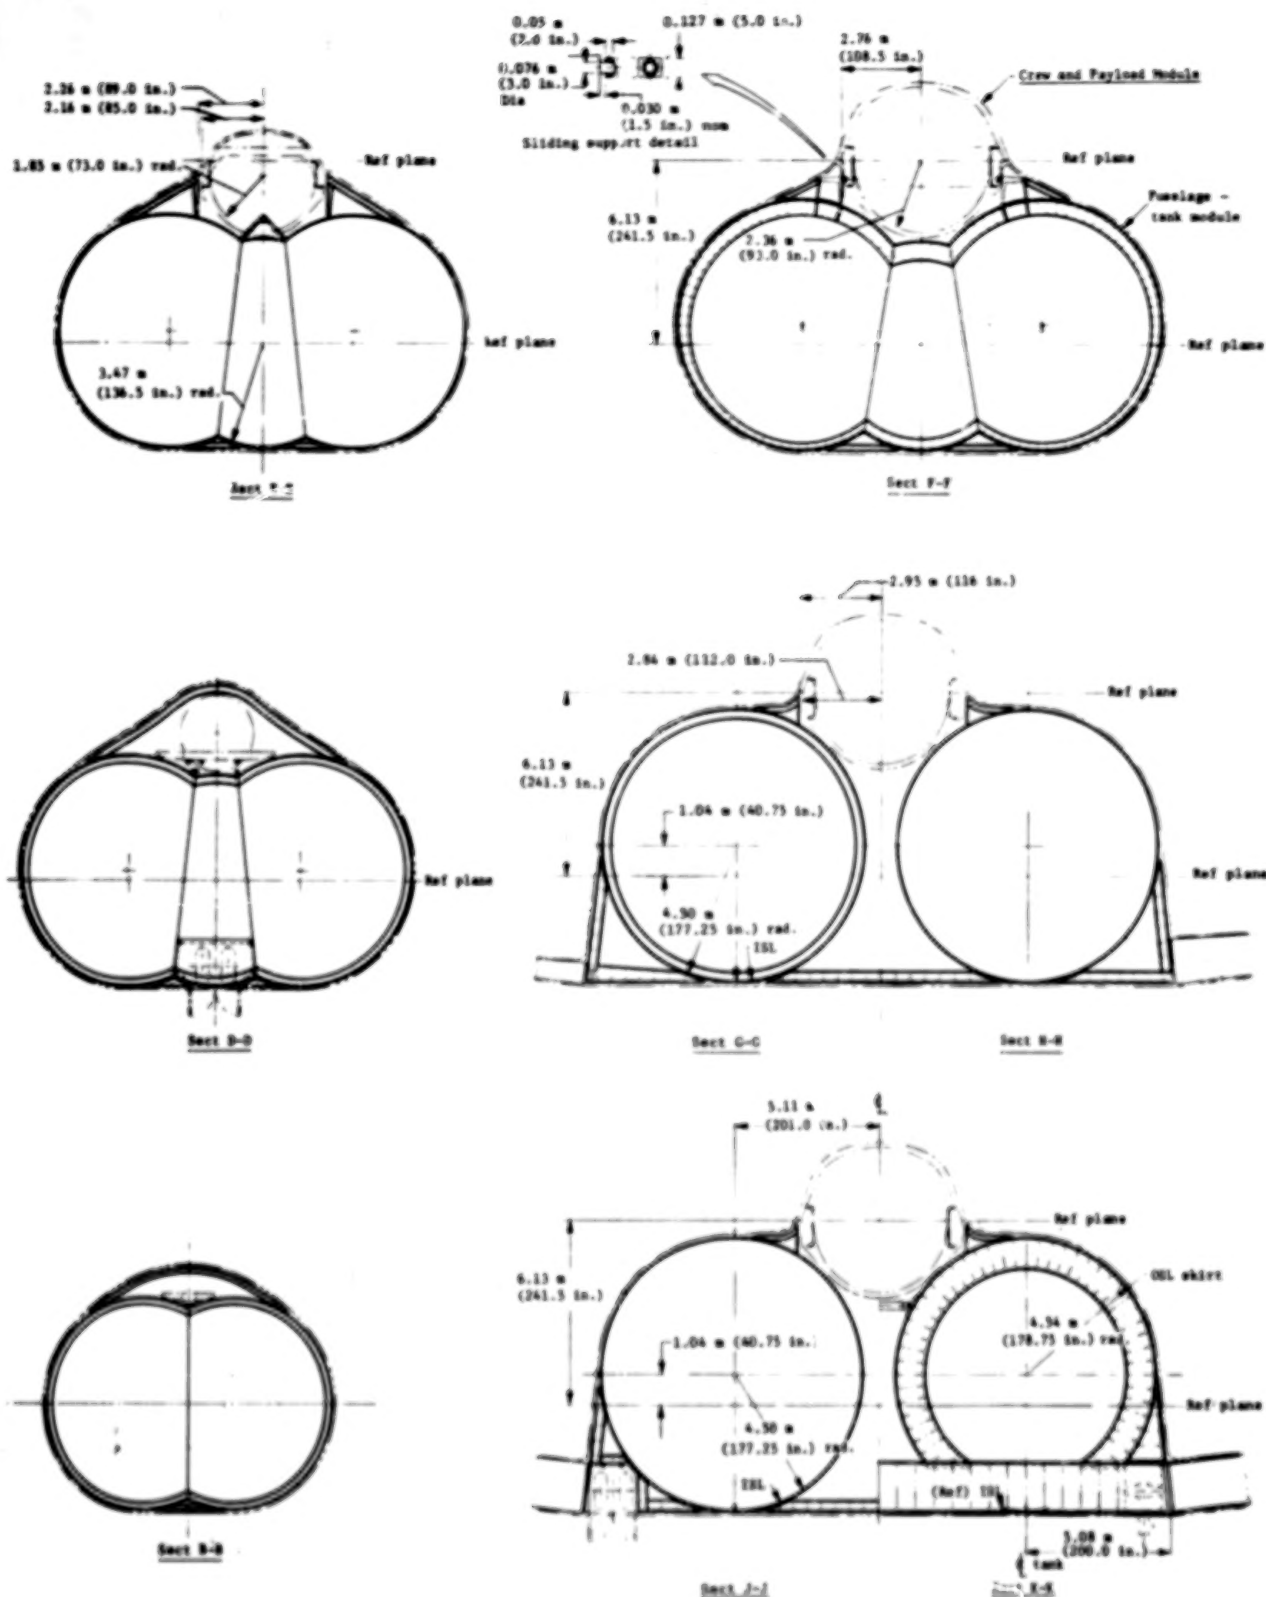 2.26 m (89.0 in.)
2.16 m (85.0 in.)
1.85 m (73.0 in.) rad.
Ref plane
3.47 m
(136.5 in.) rad.
Ref plane
Sect
0.05 m
(2.0 in.)
0.127 m (5.0 in.)
0.076 m
(3.0 in.)
Dia
0.030 m
(1.5 in.) nom
Sliding support detail
2.76 m
(108.5 in.)
Crew and Payload Module
Ref plane
Fuselage -
tank module
6.13 m
(241.5 in.)
2.36 m
(93.0 in.) rad.
Ref plane
Sect F-F
Ref plane
Sect D-D
2.95 m (116 in.)
2.84 m (112.0 in.)
Ref plane
6.13 m
(241.5 in.)
1.04 m (40.75 in.)
Ref plane
4.50 m
(177.25 in.) rad.
ISL
Sect G-G
Sect H-H
Sect B-B
5.11 m
(201.0 in.)
Ref plane
OSL skirt
6.13 m
(241.5 in.)
4.54 m
(178.75 in.) rad.
1.04 m (40.75 in.)
Ref plane
4.50 m
(177.25 in.) rad.
ISL
(Ref) ISL
5.08 m
(200.0 in.)
℄ tank
Sect J-J
K-K